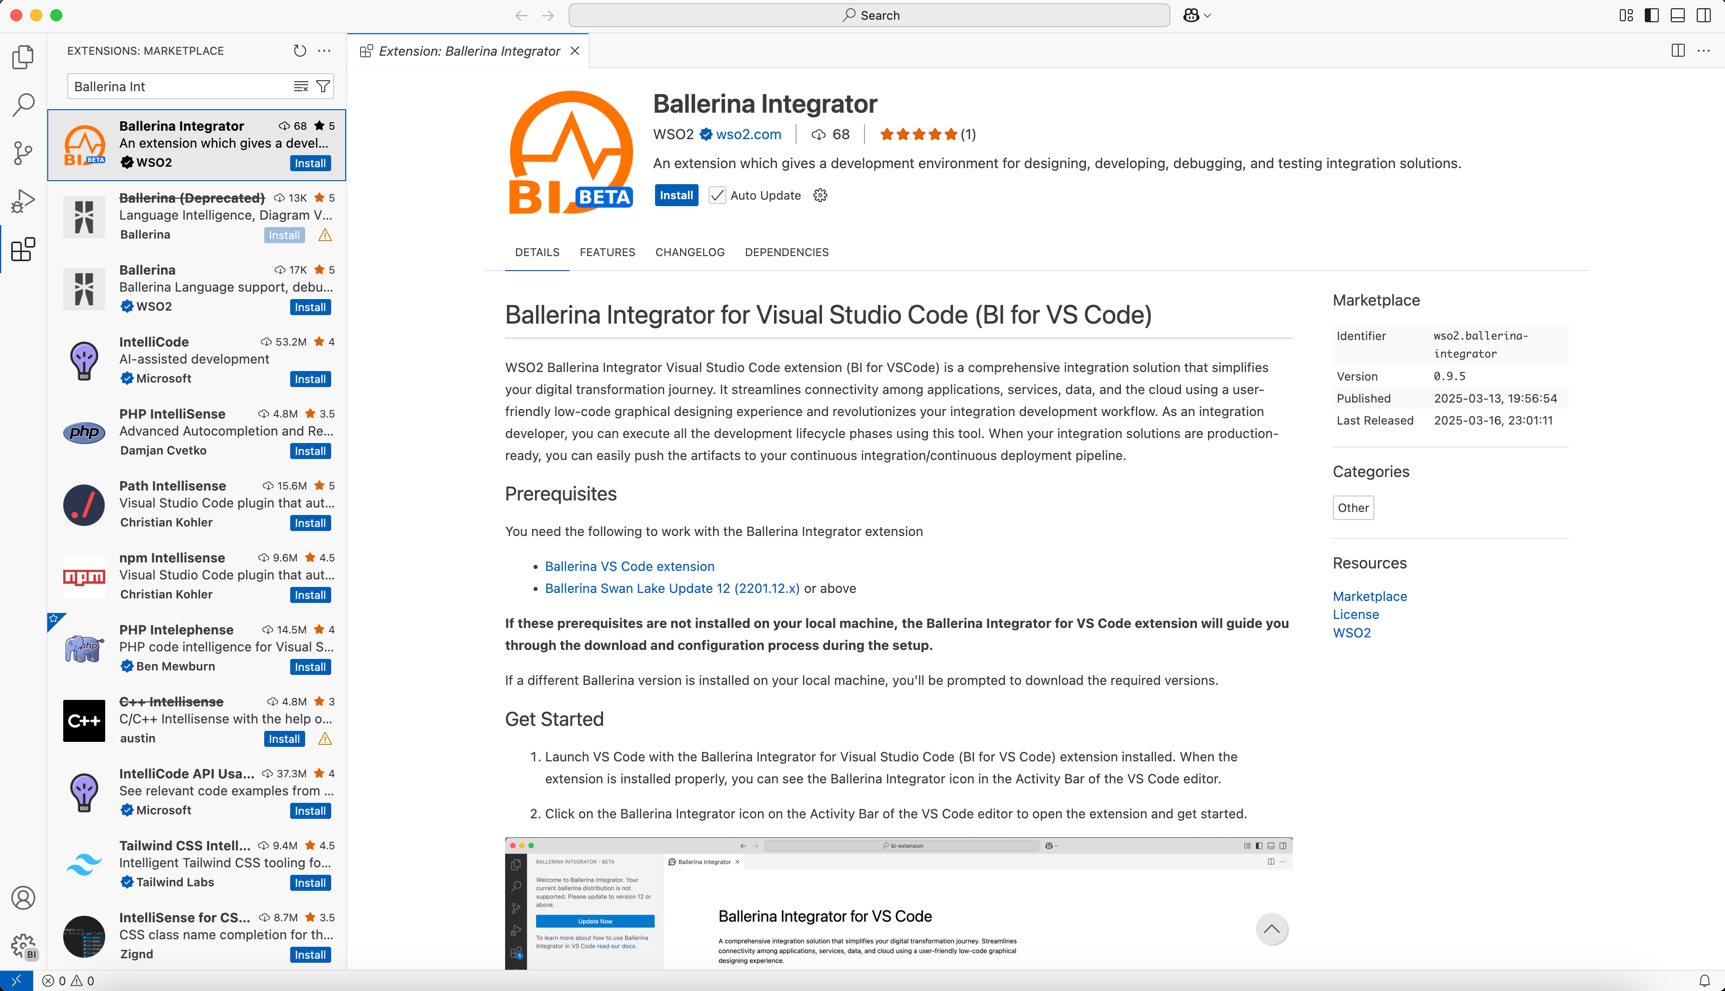 Search
EXTENSIONS: MARKETPLACE
Ballerina Int
Ballerina Integrator 68 5
An extension which gives a devel...
WSO2 Install
Ballerina (Deprecated) 13K 5
Language Intelligence, Diagram V...
Ballerina Install
Ballerina 17K 5
Ballerina Language support, debu...
WSO2 Install
IntelliCode 53.2M 4
AI-assisted development
Microsoft Install
PHP IntelliSense 4.8M 3.5
Advanced Autocompletion and Re...
Damjan Cvetko Install
Path Intellisense 15.6M 5
Visual Studio Code plugin that aut...
Christian Kohler Install
npm Intellisense 9.6M 4.5
Visual Studio Code plugin that aut...
Christian Kohler Install
PHP Intelephense 14.5M 4
PHP code intelligence for Visual S...
Ben Mewburn Install
C++ Intellisense 4.8M 3
C/C++ Intellisense with the help o...
austin Install
IntelliCode API Usa... 37.3M 4
See relevant code examples from ...
Microsoft Install
Tailwind CSS Intell... 9.4M 4.5
Intelligent Tailwind CSS tooling fo...
Tailwind Labs Install
IntelliSense for CS... 8.7M 3.5
CSS class name completion for th...
Zignd Install
BI BETA
php
npm
php
C++
BI
0 0
Extension: Ballerina Integrator
BI BETA
Ballerina Integrator
WSO2 wso2.com 68 (1)
An extension which gives a development environment for designing, developing, debugging, and testing integration solutions.
Install Auto Update
DETAILS FEATURES CHANGELOG DEPENDENCIES
Ballerina Integrator for Visual Studio Code (BI for VS Code)
WSO2 Ballerina Integrator Visual Studio Code extension (BI for VSCode) is a comprehensive integration solution that simplifies
your digital transformation journey. It streamlines connectivity among applications, services, data, and the cloud using a user-
friendly low-code graphical designing experience and revolutionizes your integration development workflow. As an integration
developer, you can execute all the development lifecycle phases using this tool. When your integration solutions are production-
ready, you can easily push the artifacts to your continuous integration/continuous deployment pipeline.
Prerequisites
You need the following to work with the Ballerina Integrator extension
• Ballerina VS Code extension
• Ballerina Swan Lake Update 12 (2201.12.x) or above
If these prerequisites are not installed on your local machine, the Ballerina Integrator for VS Code extension will guide you
through the download and configuration process during the setup.
If a different Ballerina version is installed on your local machine, you'll be prompted to download the required versions.
Get Started
1. Launch VS Code with the Ballerina Integrator for Visual Studio Code (BI for VS Code) extension installed. When the
extension is installed properly, you can see the Ballerina Integrator icon in the Activity Bar of the VS Code editor.
2. Click on the Ballerina Integrator icon on the Activity Bar of the VS Code editor to open the extension and get started.
bi-extension
BALLERINA INTEGRATOR - BETA
Ballerina Integrator
Welcome to Ballerina Integrator. Your
current ballerina distribution is not
supported. Please update to version 12 or
above.
Update Now
To learn more about how to use Ballerina
Integrator in VS Code read our docs.
Ballerina Integrator for VS Code
A comprehensive integration solution that simplifies your digital transformation journey. Streamlines
connectivity among applications, services, data, and cloud using a user-friendly low-code graphical
designing experience.
Marketplace
Identifier wso2.ballerina-
integrator
Version 0.9.5
Published 2025-03-13, 19:56:54
Last Released 2025-03-16, 23:01:11
Categories
Other
Resources
Marketplace
License
WSO2